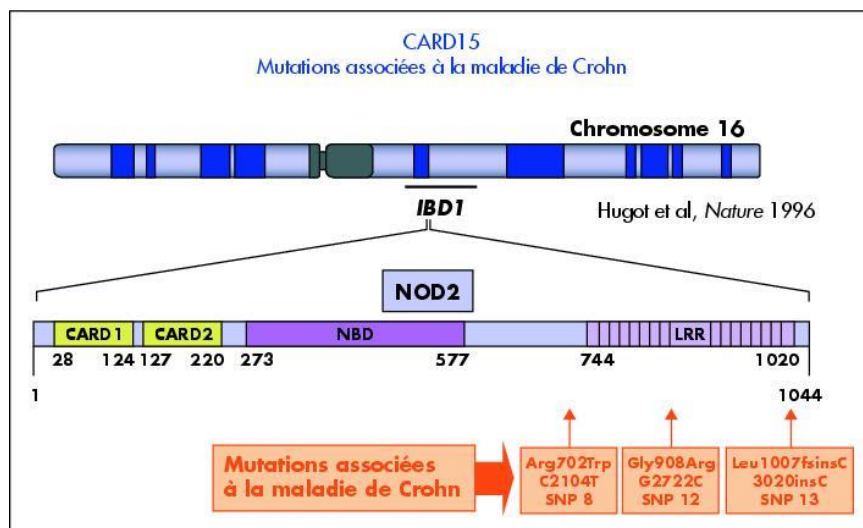 CARD15
Mutations associées à la maladie de Crohn
Chromosome 16
IBD1
Hugot et al, Nature 1996
NOD2
CARD1 CARD2 NBD LRR
28 124 127 220 273 577 744 1020
1 1044
Mutations associées
à la maladie de Crohn
Arg702Trp
C2104T
SNP 8
Gly908Arg
G2722C
SNP 12
Leu1007fsinsC
3020insC
SNP 13